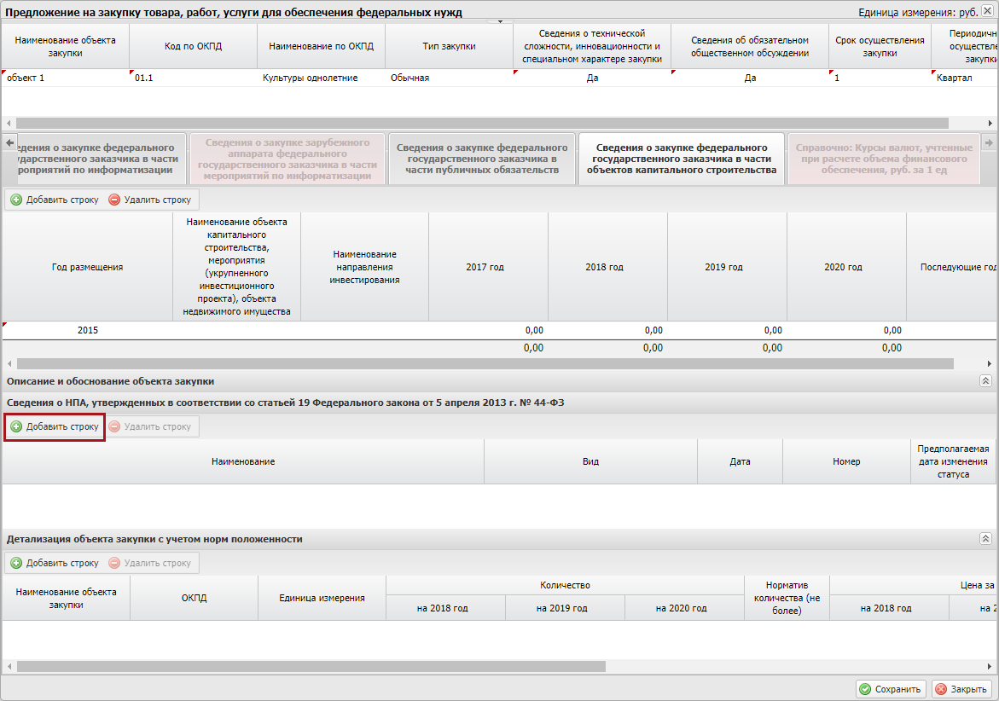 Предложение на закупку товара, работ, услуги для обеспечения федеральных нужд
Единица измерения: руб.
Наименование объекта
закупки
Код по ОКПД
Наименование по ОКПД
Тип закупки
Сведения о технической
сложности, инновационности и
специальном характере закупки
Сведения об обязательном
общественном обсуждении
Срок осуществления
закупки
Периодичн
осуществле
закупки
объект 1
01.1
Культуры однолетние
Обычная
Да
Да
1
Квартал
едения о закупке федерального
ударственного заказчика в части
роприятий по информатизации
Сведения о закупке зарубежного
аппарата федерального
государственного заказчика в части
мероприятий по информатизации
Сведения о закупке федерального
государственного заказчика в
части публичных обязательств
Сведения о закупке федерального
государственного заказчика в части
объектов капитального строительства
Справочно: Курсы валют, учтенные
при расчете объема финансового
обеспечения, руб. за 1 ед
Добавить строку
Удалить строку
Год размещения
Наименование объекта
капитального
строительства,
мероприятия
(укрупненного
инвестиционного
проекта), объекта
недвижимого имущества
Наименование
направления
инвестирования
2017 год
2018 год
2019 год
2020 год
Последующие год
2015
0,00
0,00
0,00
0,00
0,00
0,00
0,00
0,00
Описание и обоснование объекта закупки
Сведения о НПА, утвержденных в соответствии со статьей 19 Федерального закона от 5 апреля 2013 г. № 44-ФЗ
Добавить строку
Удалить строку
Наименование
Вид
Дата
Номер
Предполагаемая
дата изменения
статуса
Детализация объекта закупки с учетом норм положенности
Добавить строку
Удалить строку
Наименование объекта
закупки
ОКПД
Единица измерения
Количество
на 2018 год
на 2019 год
на 2020 год
Норматив
количества (не
более)
Цена за
на 2018 год
на 2
Сохранить
Закрыть